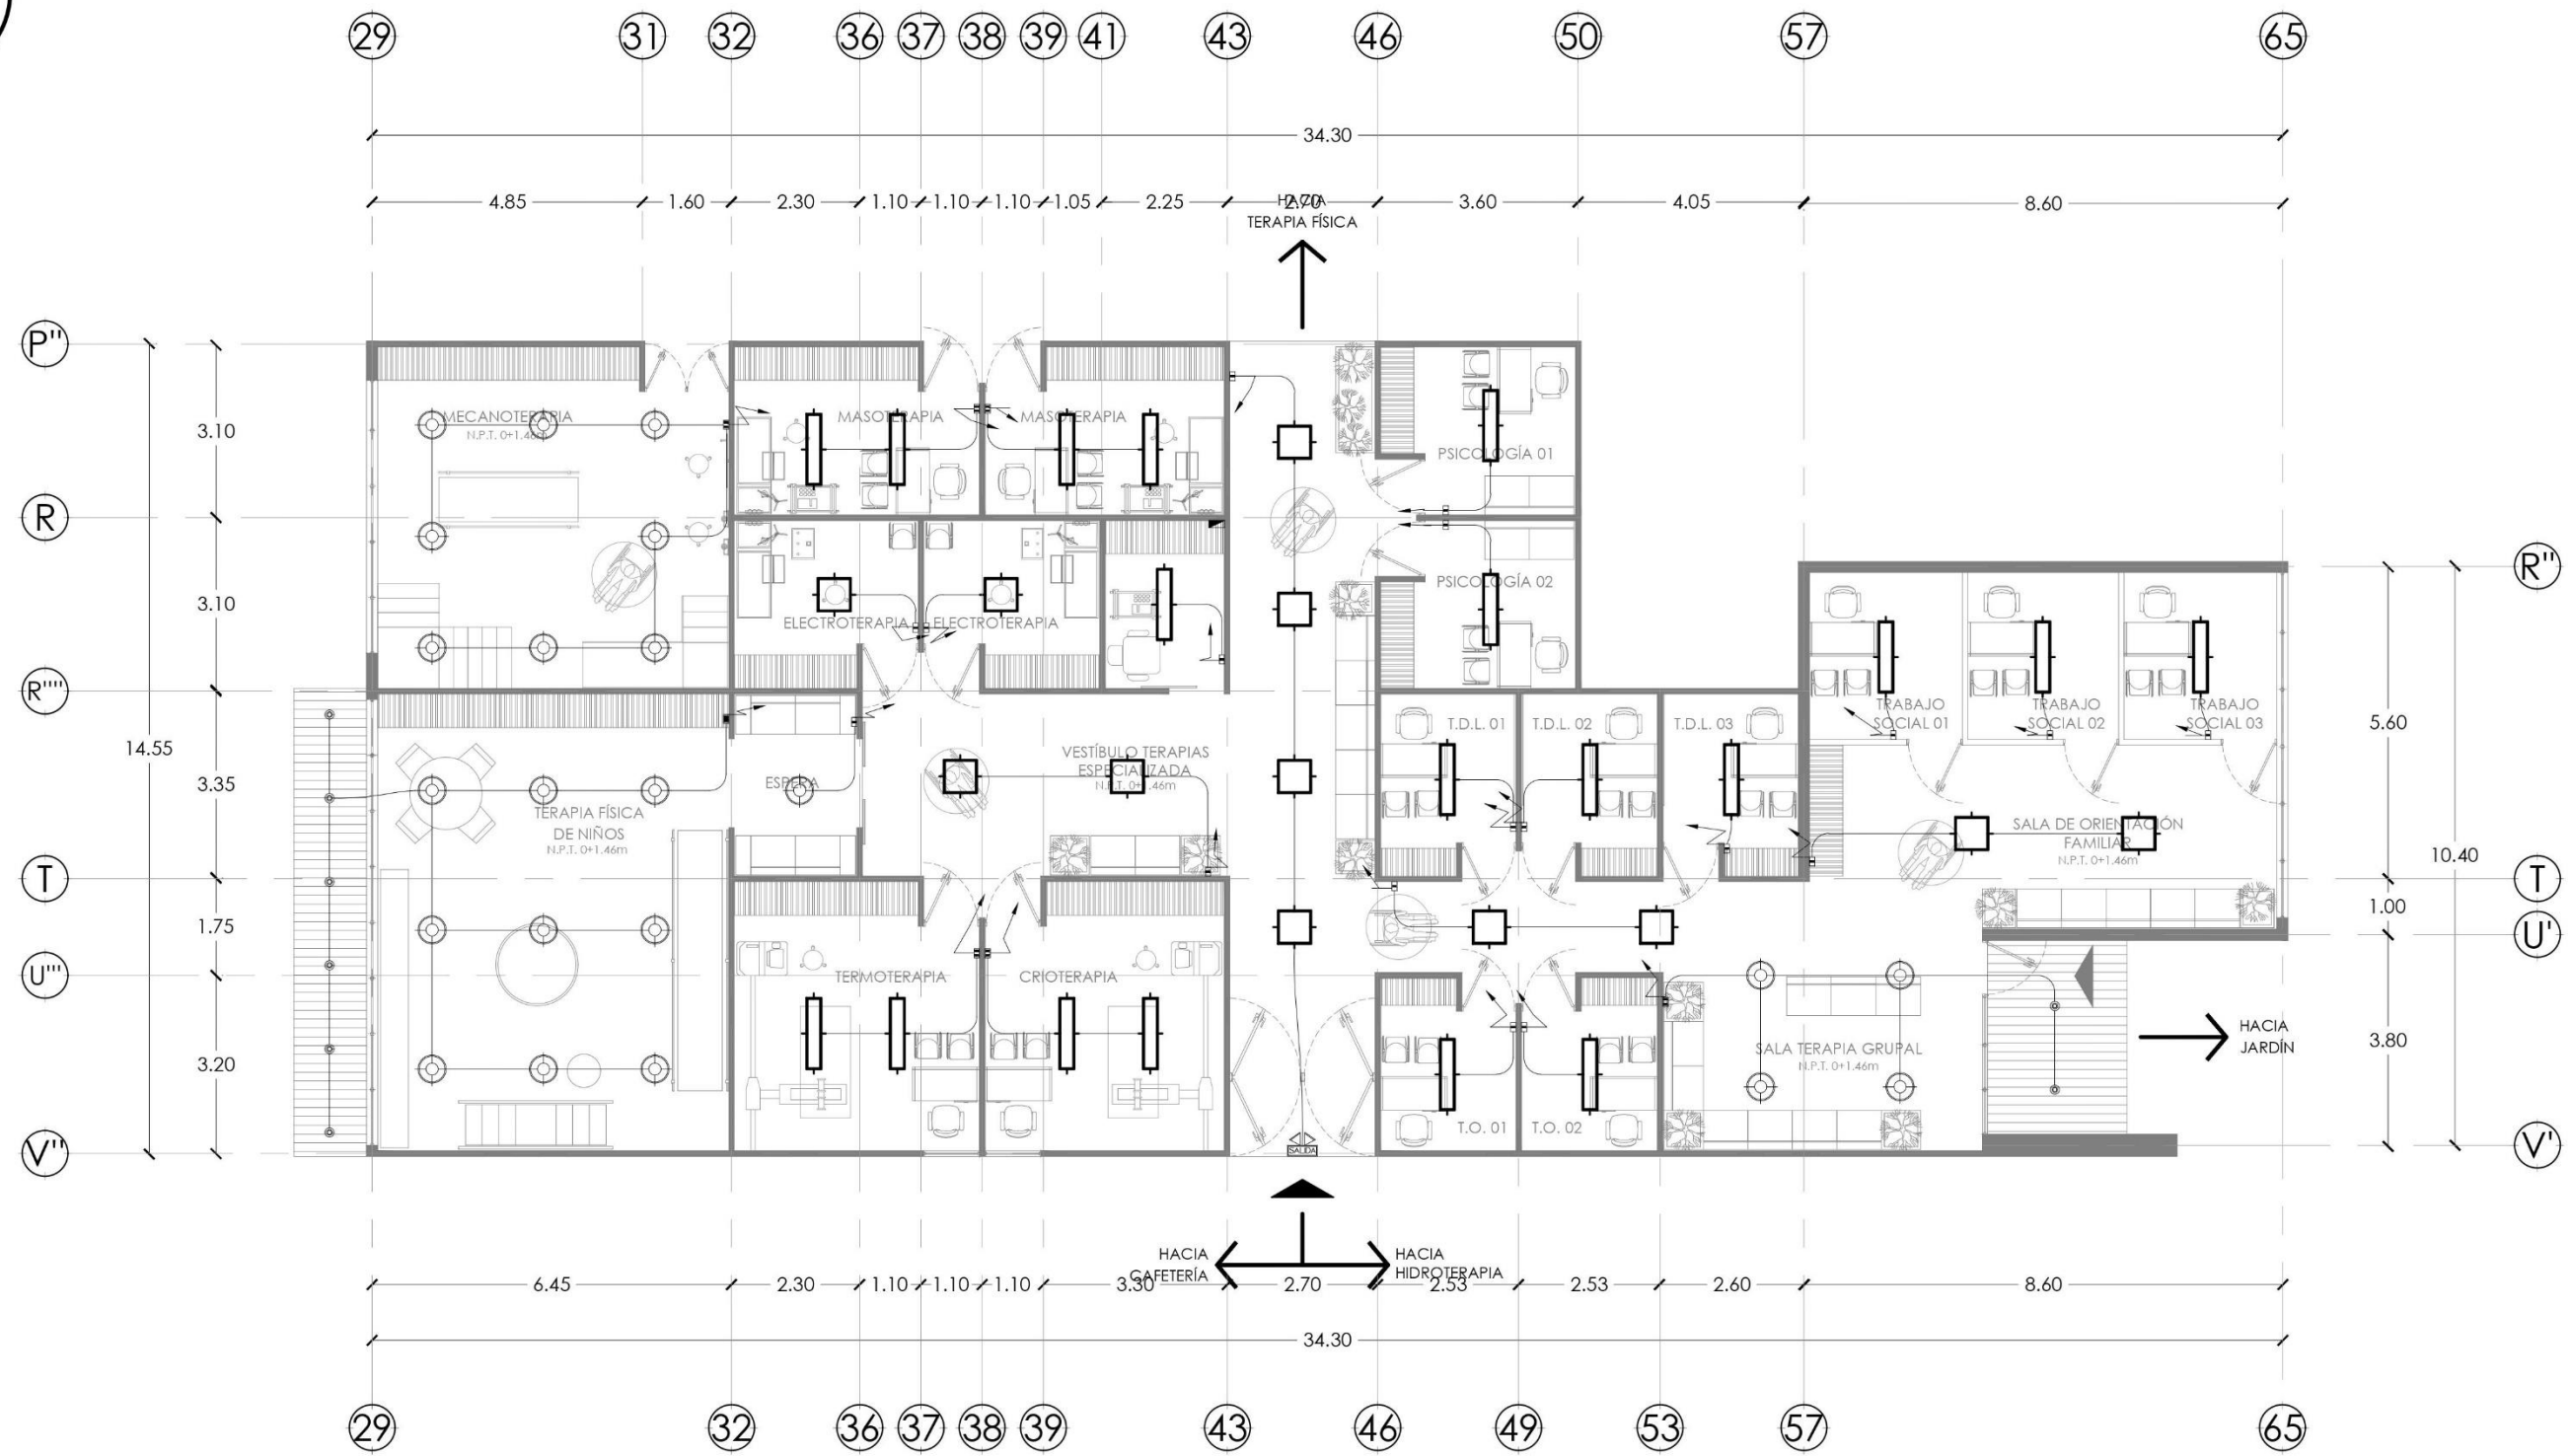 29 31 32 36 37 38 39 41 43 46 50 57 65
34.30
4.85 1.60 2.30 1.10 1.10 1.10 1.05 2.25 2.70 3.60 4.05 8.60
HACIA
TERAPIA FÍSICA
P''
R
R''''
T
U'''
V''
14.55
3.10
3.10
3.35
1.75
3.20
MECANOTERAPIA
N.P.T. 0+1.46m
MASOTERAPIA
MASOTERAPIA
PSICOLOGÍA 01
PSICOLOGÍA 02
ELECTROTERAPIA
ELECTROTERAPIA
TRABAJO
SOCIAL 01
TRABAJO
SOCIAL 02
TRABAJO
SOCIAL 03
T.D.L. 01
T.D.L. 02
T.D.L. 03
VESTÍBULO TERAPIAS
ESPECIALIZADA
N.P.T. 0+1.46m
ESPERA
TERAPIA FÍSICA
DE NIÑOS
N.P.T. 0+1.46m
SALA DE ORIENTACIÓN
FAMILIAR
N.P.T. 0+1.46m
TERMOTERAPIA
CRIOTERAPIA
SALA TERAPIA GRUPAL
N.P.T. 0+1.46m
T.O. 01
T.O. 02
SALIDA
HACIA
JARDÍN
R''
T
U'
V'
5.60
1.00
3.80
10.40
HACIA
CAFETERÍA
HACIA
HIDROTERAPIA
6.45 2.30 1.10 1.10 1.10 3.30 2.70 2.53 2.53 2.60 8.60
34.30
29 32 36 37 38 39 43 46 49 53 57 65